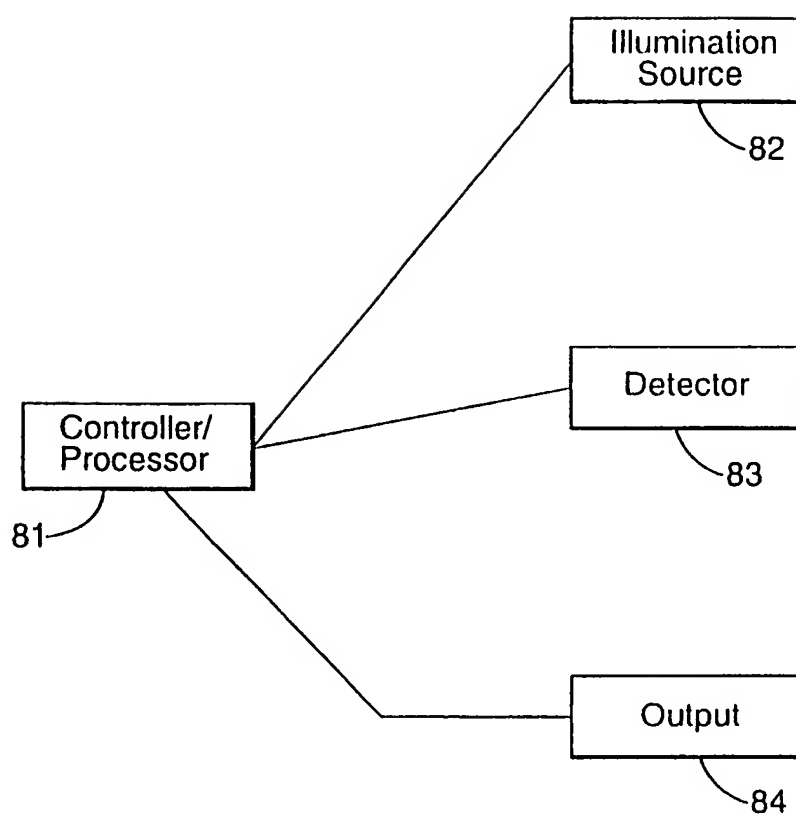 Illumination
Source
82
Detector
83
Controller/
Processor
81
Output
84